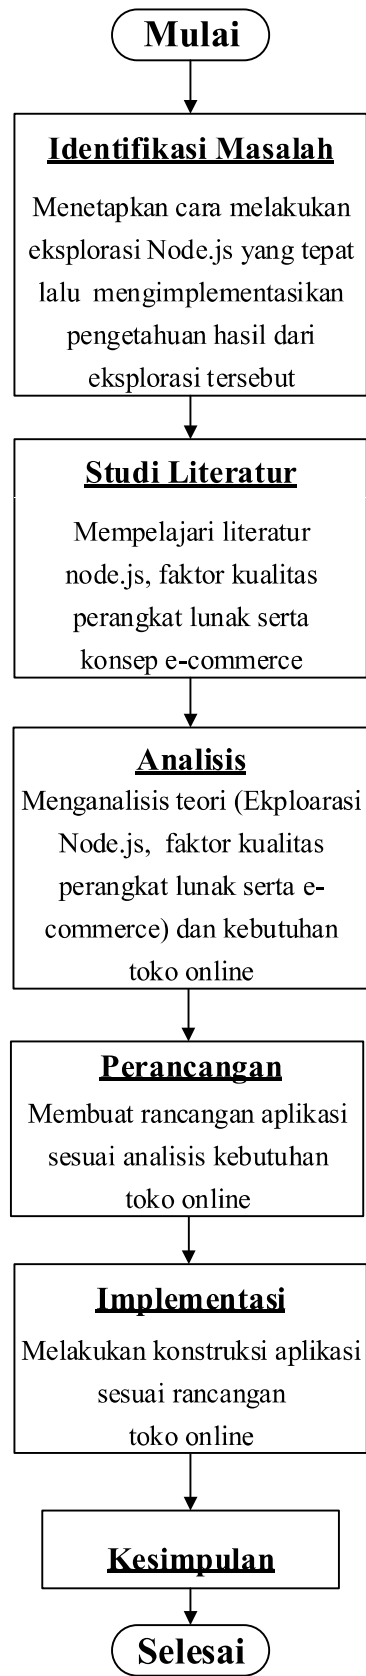 Mulai
Identifikasi Masalah
Menetapkan cara melakukan
eksplorasi Node.js yang tepat
lalu mengimplementasikan
pengetahuan hasil dari
eksplorasi tersebut
Studi Literatur
Mempelajari literatur
node.js, faktor kualitas
perangkat lunak serta
konsep e-commerce
Analisis
Menganalisis teori (Ekploarasi
Node.js, faktor kualitas
perangkat lunak serta e-
commerce) dan kebutuhan
toko online
Perancangan
Membuat rancangan aplikasi
sesuai analisis kebutuhan
toko online
Implementasi
Melakukan konstruksi aplikasi
sesuai rancangan
toko online
Kesimpulan
Selesai